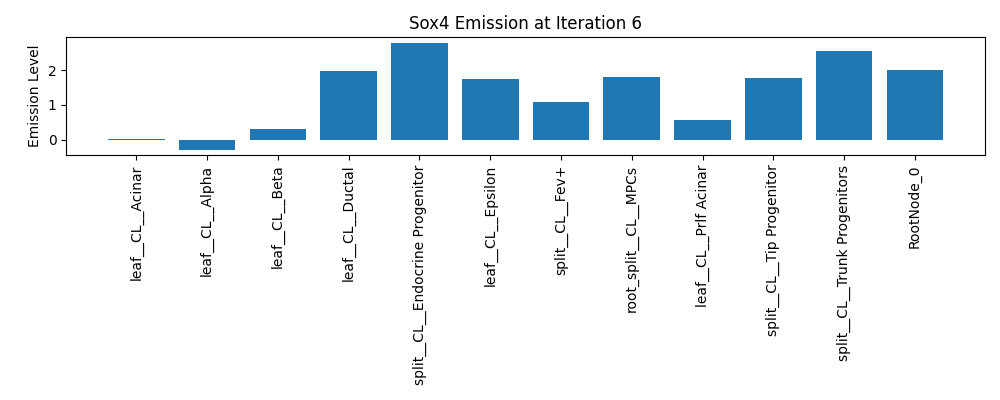 Sox4 Emission at Iteration 6
Emission Level
2
1
0
leaf__CL__Acinar
leaf__CL__Alpha
leaf__CL__Beta
leaf__CL__Ductal
split__CL__Endocrine Progenitor
leaf__CL__Epsilon
split__CL__Fev+
root_split__CL__MPCs
leaf__CL__Prlf Acinar
split__CL__Tip Progenitor
split__CL__Trunk Progenitors
RootNode_0